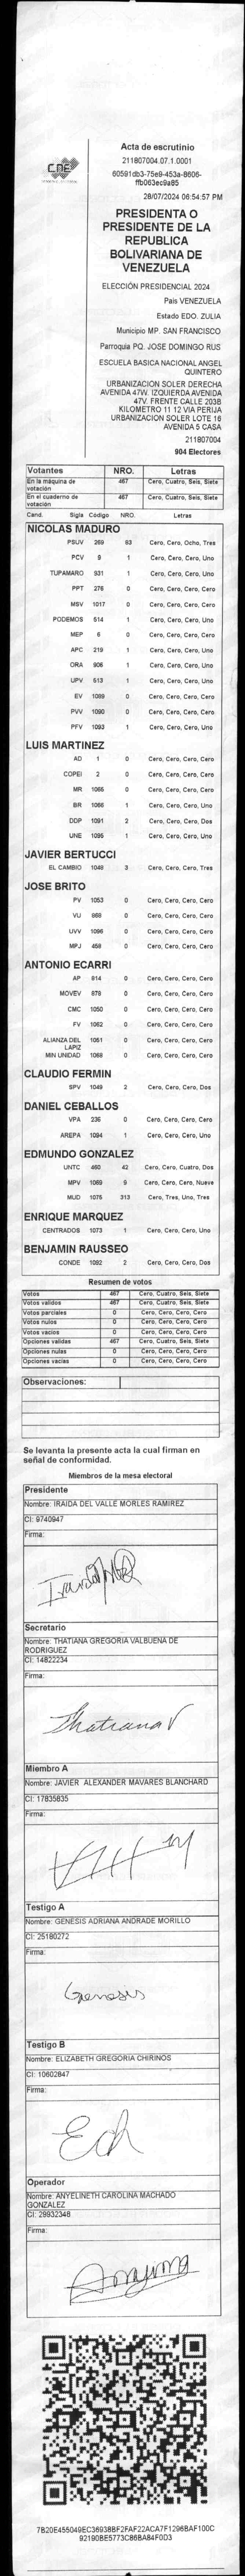 CNE
Acta de escrutinio
211807004.07.1.0001
60591db3-75e9-453a-8606-
ffb063ec9a85
28/07/2024 06:54:57 PM
PRESIDENTA O
PRESIDENTE DE LA
REPUBLICA
BOLIVARIANA DE
VENEZUELA
ELECCIÓN PRESIDENCIAL 2024
País VENEZUELA
Estado EDO. ZULIA
Municipio MP. SAN FRANCISCO
Parroquia PQ. JOSE DOMINGO RUS
ESCUELA BASICA NACIONAL ANGEL
QUINTERO
URBANIZACION SOLER DERECHA
AVENIDA 47W. IZQUIERDA AVENIDA
47V. FRENTE CALLE 203B
KILOMETRO 11 12 VIA PERIJA
URBANIZACION SOLER LOTE 16
AVENIDA 5 CASA
211807004
904 Electores
Votantes NRO. Letras
En la máquina de votación 467 Cero, Cuatro, Seis, Siete
En el cuaderno de votación 467 Cero, Cuatro, Seis, Siete
Cand. Sigla Código NRO. Letras
NICOLAS MADURO
PSUV 269 83 Cero, Cero, Ocho, Tres
PCV 9 1 Cero, Cero, Cero, Uno
TUPAMARO 931 1 Cero, Cero, Cero, Uno
PPT 276 0 Cero, Cero, Cero, Cero
MSV 1017 0 Cero, Cero, Cero, Cero
PODEMOS 514 1 Cero, Cero, Cero, Uno
MEP 6 0 Cero, Cero, Cero, Cero
APC 219 1 Cero, Cero, Cero, Uno
ORA 906 1 Cero, Cero, Cero, Uno
UPV 513 1 Cero, Cero, Cero, Uno
EV 1089 0 Cero, Cero, Cero, Cero
PVV 1090 0 Cero, Cero, Cero, Cero
PFV 1093 1 Cero, Cero, Cero, Uno
LUIS MARTINEZ
AD 1 0 Cero, Cero, Cero, Cero
COPEI 2 0 Cero, Cero, Cero, Cero
MR 1065 0 Cero, Cero, Cero, Cero
BR 1066 1 Cero, Cero, Cero, Uno
DDP 1091 2 Cero, Cero, Cero, Dos
UNE 1095 1 Cero, Cero, Cero, Uno
JAVIER BERTUCCI
EL CAMBIO 1048 3 Cero, Cero, Cero, Tres
JOSE BRITO
PV 1053 0 Cero, Cero, Cero, Cero
VU 968 0 Cero, Cero, Cero, Cero
UVV 1096 0 Cero, Cero, Cero, Cero
MPJ 458 0 Cero, Cero, Cero, Cero
ANTONIO ECARRI
AP 814 0 Cero, Cero, Cero, Cero
MOVEV 879 0 Cero, Cero, Cero, Cero
CMC 1050 0 Cero, Cero, Cero, Cero
FV 1062 0 Cero, Cero, Cero, Cero
ALIANZA DEL LAPIZ 1051 0 Cero, Cero, Cero, Cero
MIN UNIDAD 1068 0 Cero, Cero, Cero, Cero
CLAUDIO FERMIN
SPV 1049 2 Cero, Cero, Cero, Dos
DANIEL CEBALLOS
VPA 236 0 Cero, Cero, Cero, Cero
AREPA 1094 1 Cero, Cero, Cero, Uno
EDMUNDO GONZALEZ
UNTC 460 42 Cero, Cero, Cuatro, Dos
MPV 1069 9 Cero, Cero, Cero, Nueve
MUD 1075 313 Cero, Tres, Uno, Tres
ENRIQUE MARQUEZ
CENTRADOS 1073 1 Cero, Cero, Cero, Uno
BENJAMIN RAUSSEO
CONDE 1092 2 Cero, Cero, Cero, Dos
Resumen de votos
Votos 467 Cero, Cuatro, Seis, Siete
Votos validos 467 Cero, Cuatro, Seis, Siete
Votos parciales 0 Cero, Cero, Cero, Cero
Votos nulos 0 Cero, Cero, Cero, Cero
Votos vacios 0 Cero, Cero, Cero, Cero
Opciones validas 467 Cero, Cuatro, Seis, Siete
Opciones nulas 0 Cero, Cero, Cero, Cero
Opciones vacias 0 Cero, Cero, Cero, Cero
Observaciones:
Se levanta la presente acta la cual firman en
señal de conformidad.
Miembros de la mesa electoral
Presidente
Nombre: IRAIDA DEL VALLE MORLES RAMIREZ
CI: 9740947
Firma:
Secretario
Nombre: THATIANA GREGORIA VALBUENA DE
RODRIGUEZ
CI: 14822234
Firma:
Thatiana V
Miembro A
Nombre: JAVIER ALEXANDER MAVARES BLANCHARD
CI: 17835835
Firma:
Testigo A
Nombre: GENESIS ADRIANA ANDRADE MORILLO
CI: 25180272
Firma:
Genesis
Testigo B
Nombre: ELIZABETH GREGORIA CHIRINOS
CI: 10602847
Firma:
Ech
Operador
Nombre: ANYELINETH CAROLINA MACHADO
GONZALEZ
CI: 29932348
Firma:
7B20E455049EC36938BF2FAF22ACA7F1296BAF100C
92190BE5773C86BA84F0D3